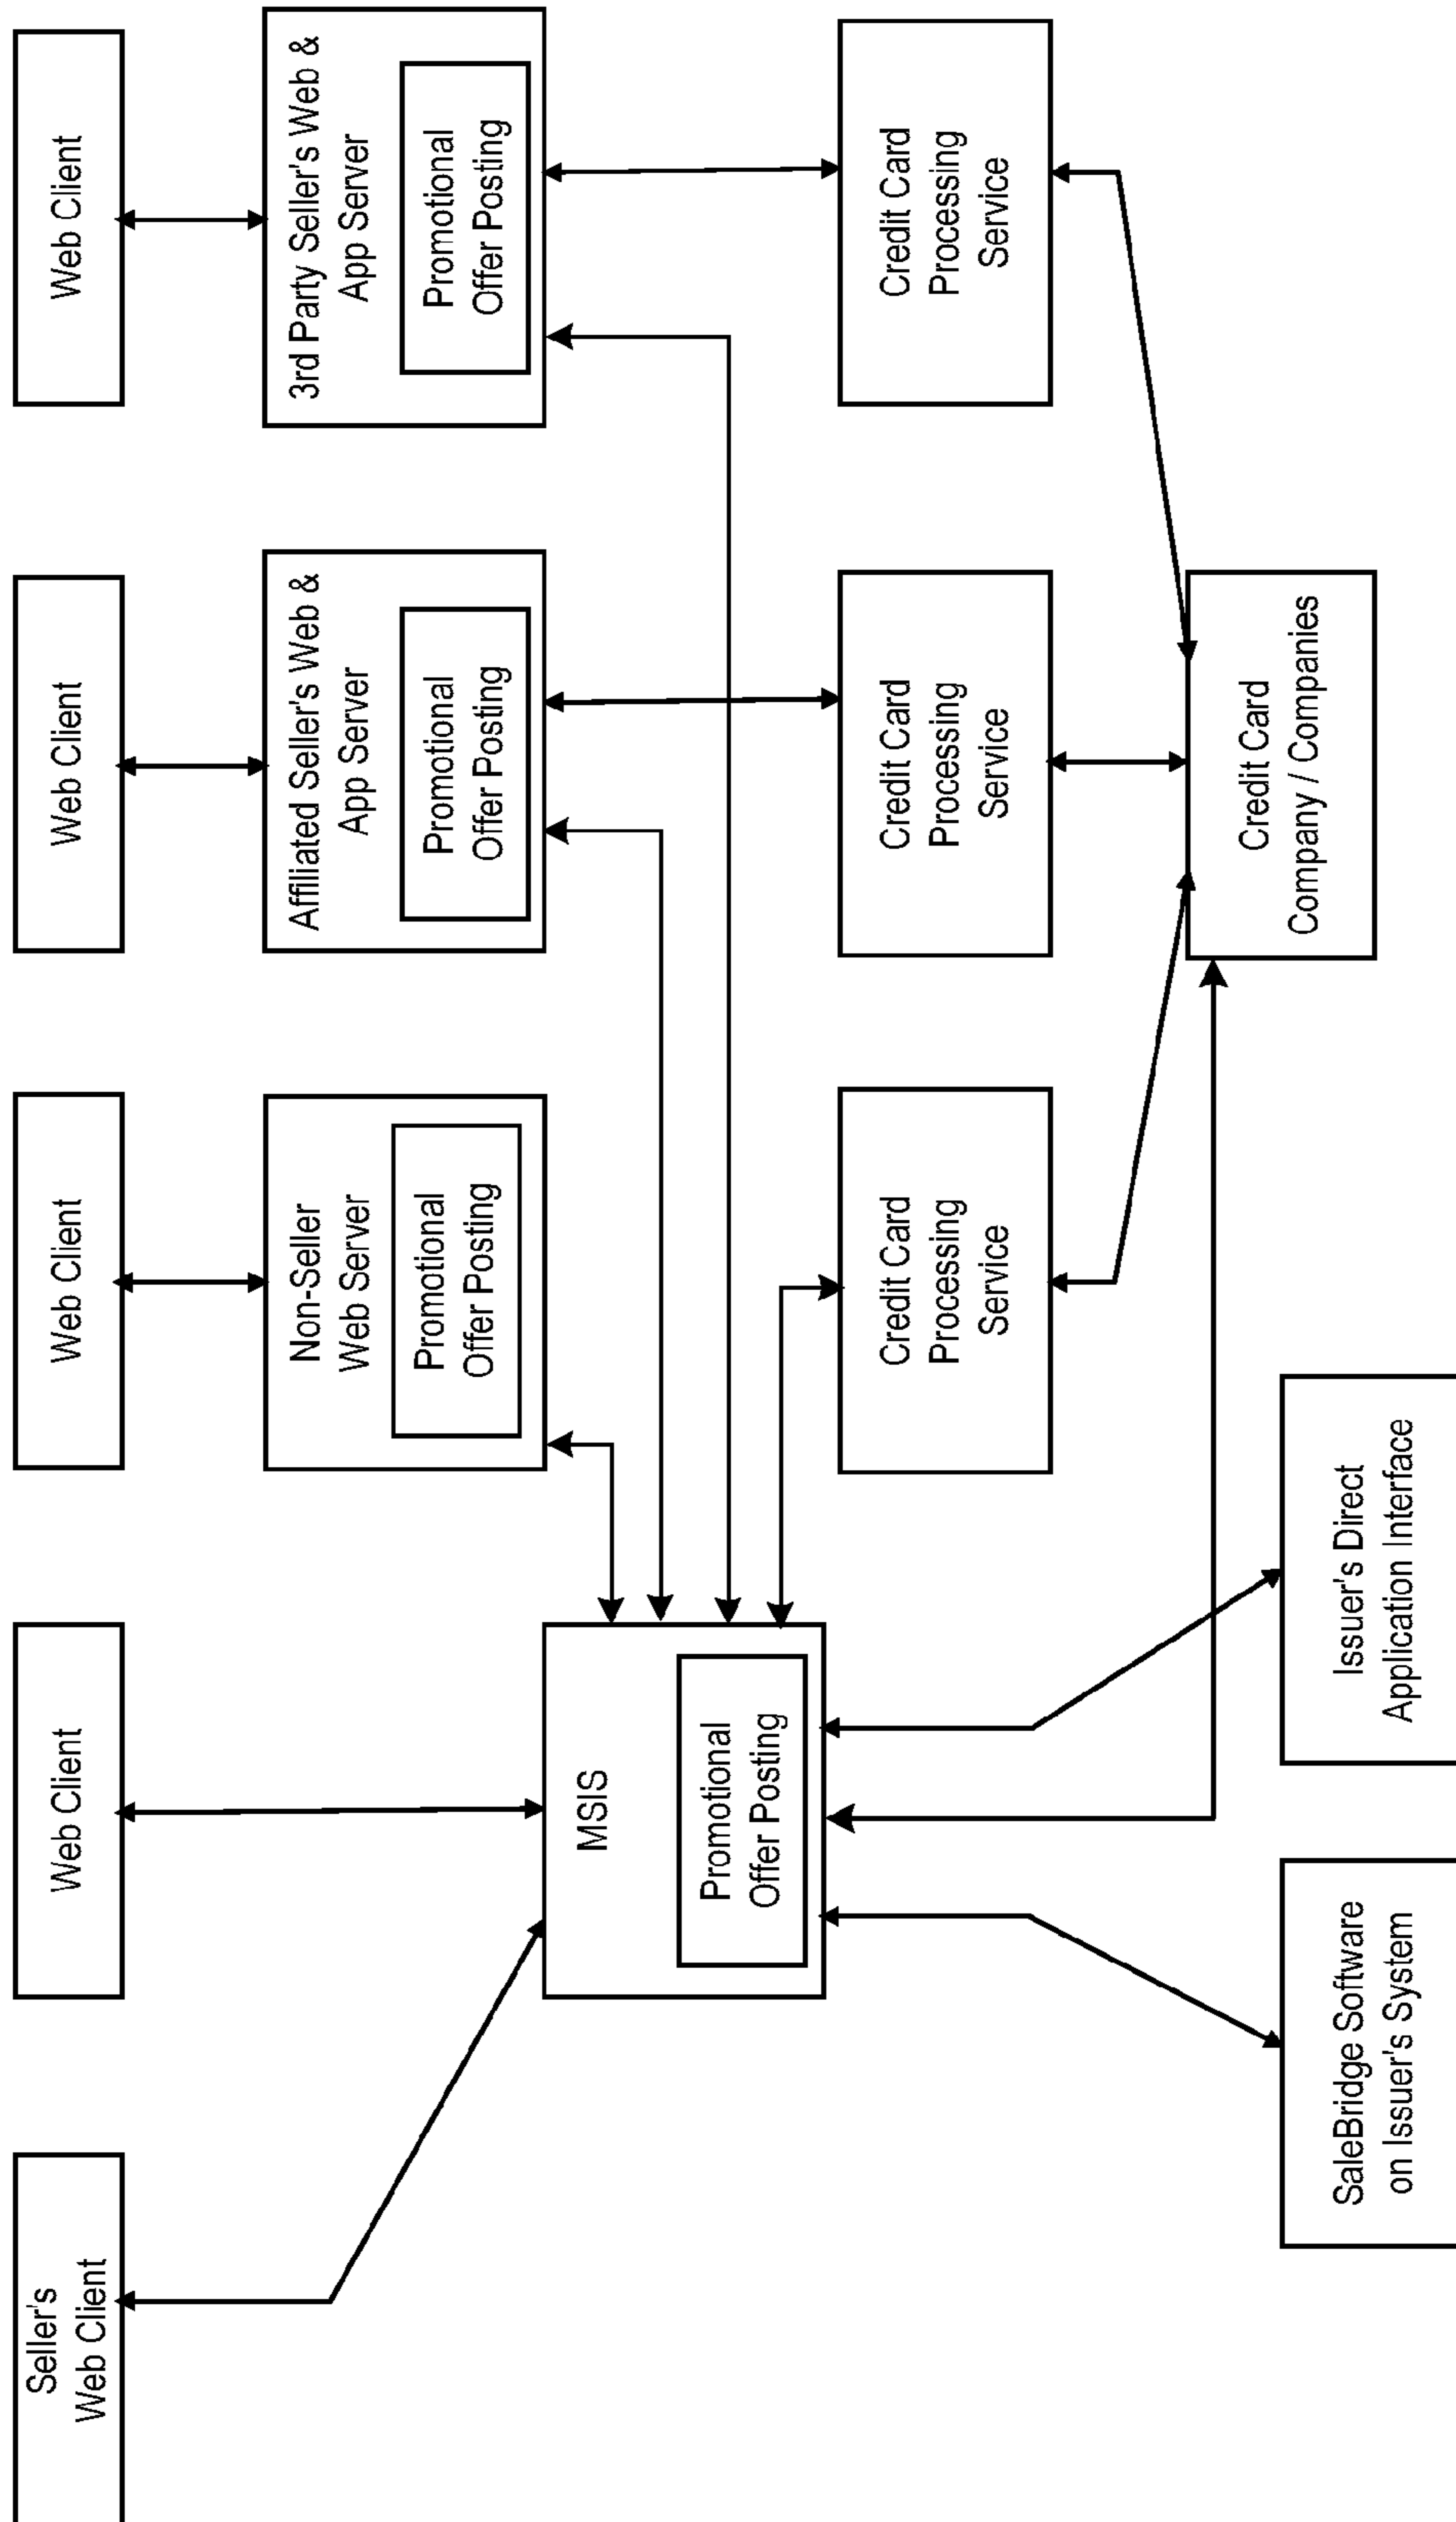 Seller's
Web Client
Web Client
Web Client
Web Client
Web Client
Non-Seller
Web Server
Promotional
Offer Posting
Affiliated Seller's Web &
App Server
Promotional
Offer Posting
3rd Party Seller's Web &
App Server
Promotional
Offer Posting
MSIS
Promotional
Offer Posting
Credit Card
Processing
Service
Credit Card
Processing
Service
Credit Card
Processing
Service
SaleBridge Software
on Issuer's System
Issuer's Direct
Application Interface
Credit Card
Company / Companies